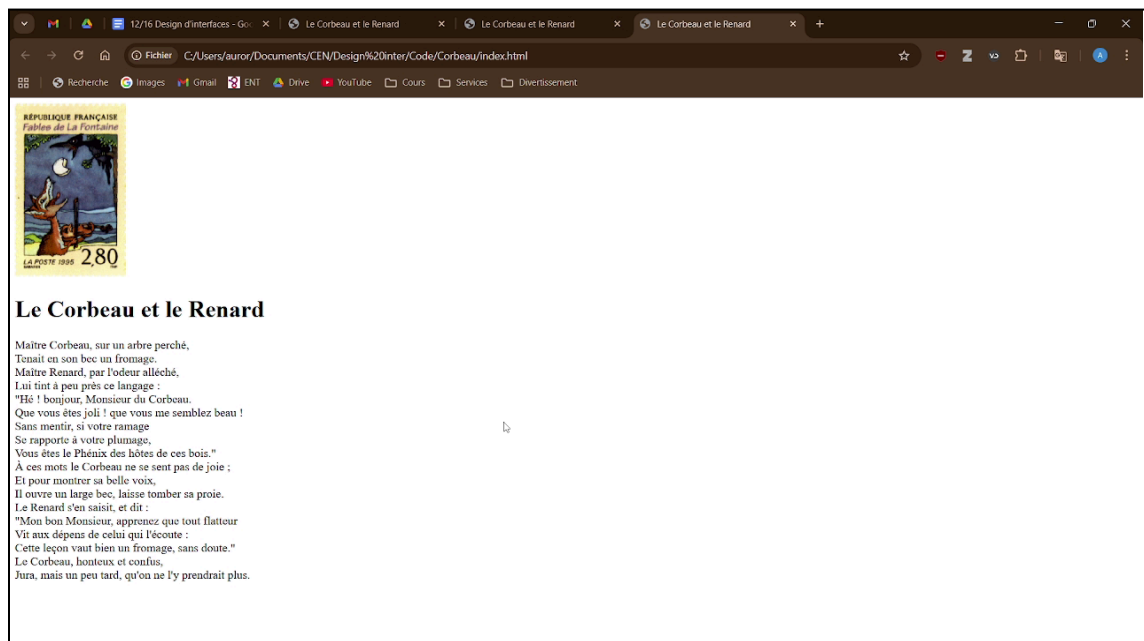 12/16 Design d'interfaces - Goo
Le Corbeau et le Renard
Le Corbeau et le Renard
Le Corbeau et le Renard
Fichier
C:/Users/auror/Documents/CEN/Design%20inter/Code/Corbeau/index.html
A
Recherche
Images
Gmail
ENT
Drive
YouTube
Cours
Services
Divertissement
RÉPUBLIQUE FRANÇAISE
Fables de La Fontaine
LA POSTE 1995
2,80
Le Corbeau et le Renard
Maître Corbeau, sur un arbre perché,
Tenait en son bec un fromage.
Maître Renard, par l'odeur alléché,
Lui tint à peu près ce langage :
"Hé ! bonjour, Monsieur du Corbeau.
Que vous êtes joli ! que vous me semblez beau !
Sans mentir, si votre ramage
Se rapporte à votre plumage,
Vous êtes le Phénix des hôtes de ces bois."
À ces mots le Corbeau ne se sent pas de joie ;
Et pour montrer sa belle voix,
Il ouvre un large bec, laisse tomber sa proie.
Le Renard s'en saisit, et dit :
"Mon bon Monsieur, apprenez que tout flatteur
Vit aux dépens de celui qui l'écoute :
Cette leçon vaut bien un fromage, sans doute."
Le Corbeau, honteux et confus,
Jura, mais un peu tard, qu'on ne l'y prendrait plus.